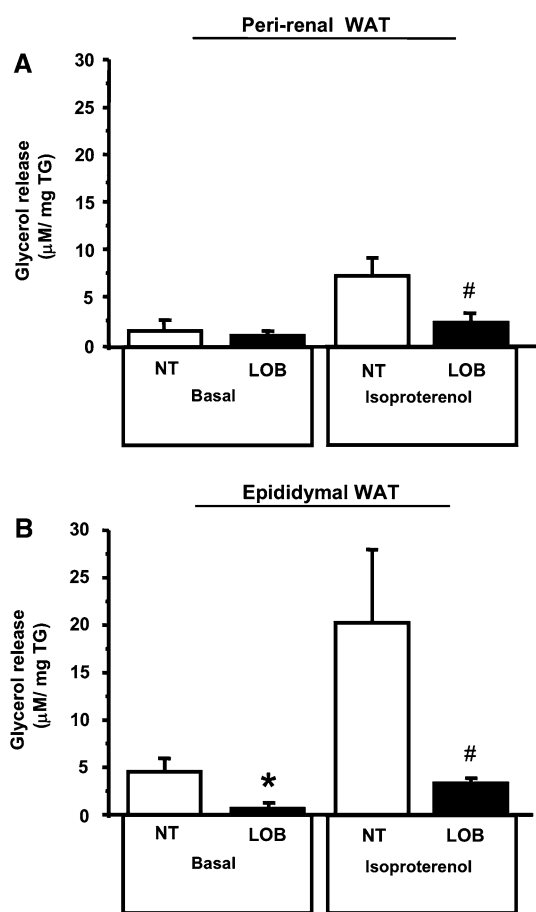 Peri-renal WAT
A
Glycerol release
(µM/ mg TG)
30
25
20
15
10
5
0
#
NT LOB NT LOB
Basal Isoproterenol
Epididymal WAT
B
Glycerol release
(µM/ mg TG)
30
25
20
15
10
5
0
*
#
NT LOB NT LOB
Basal Isoproterenol